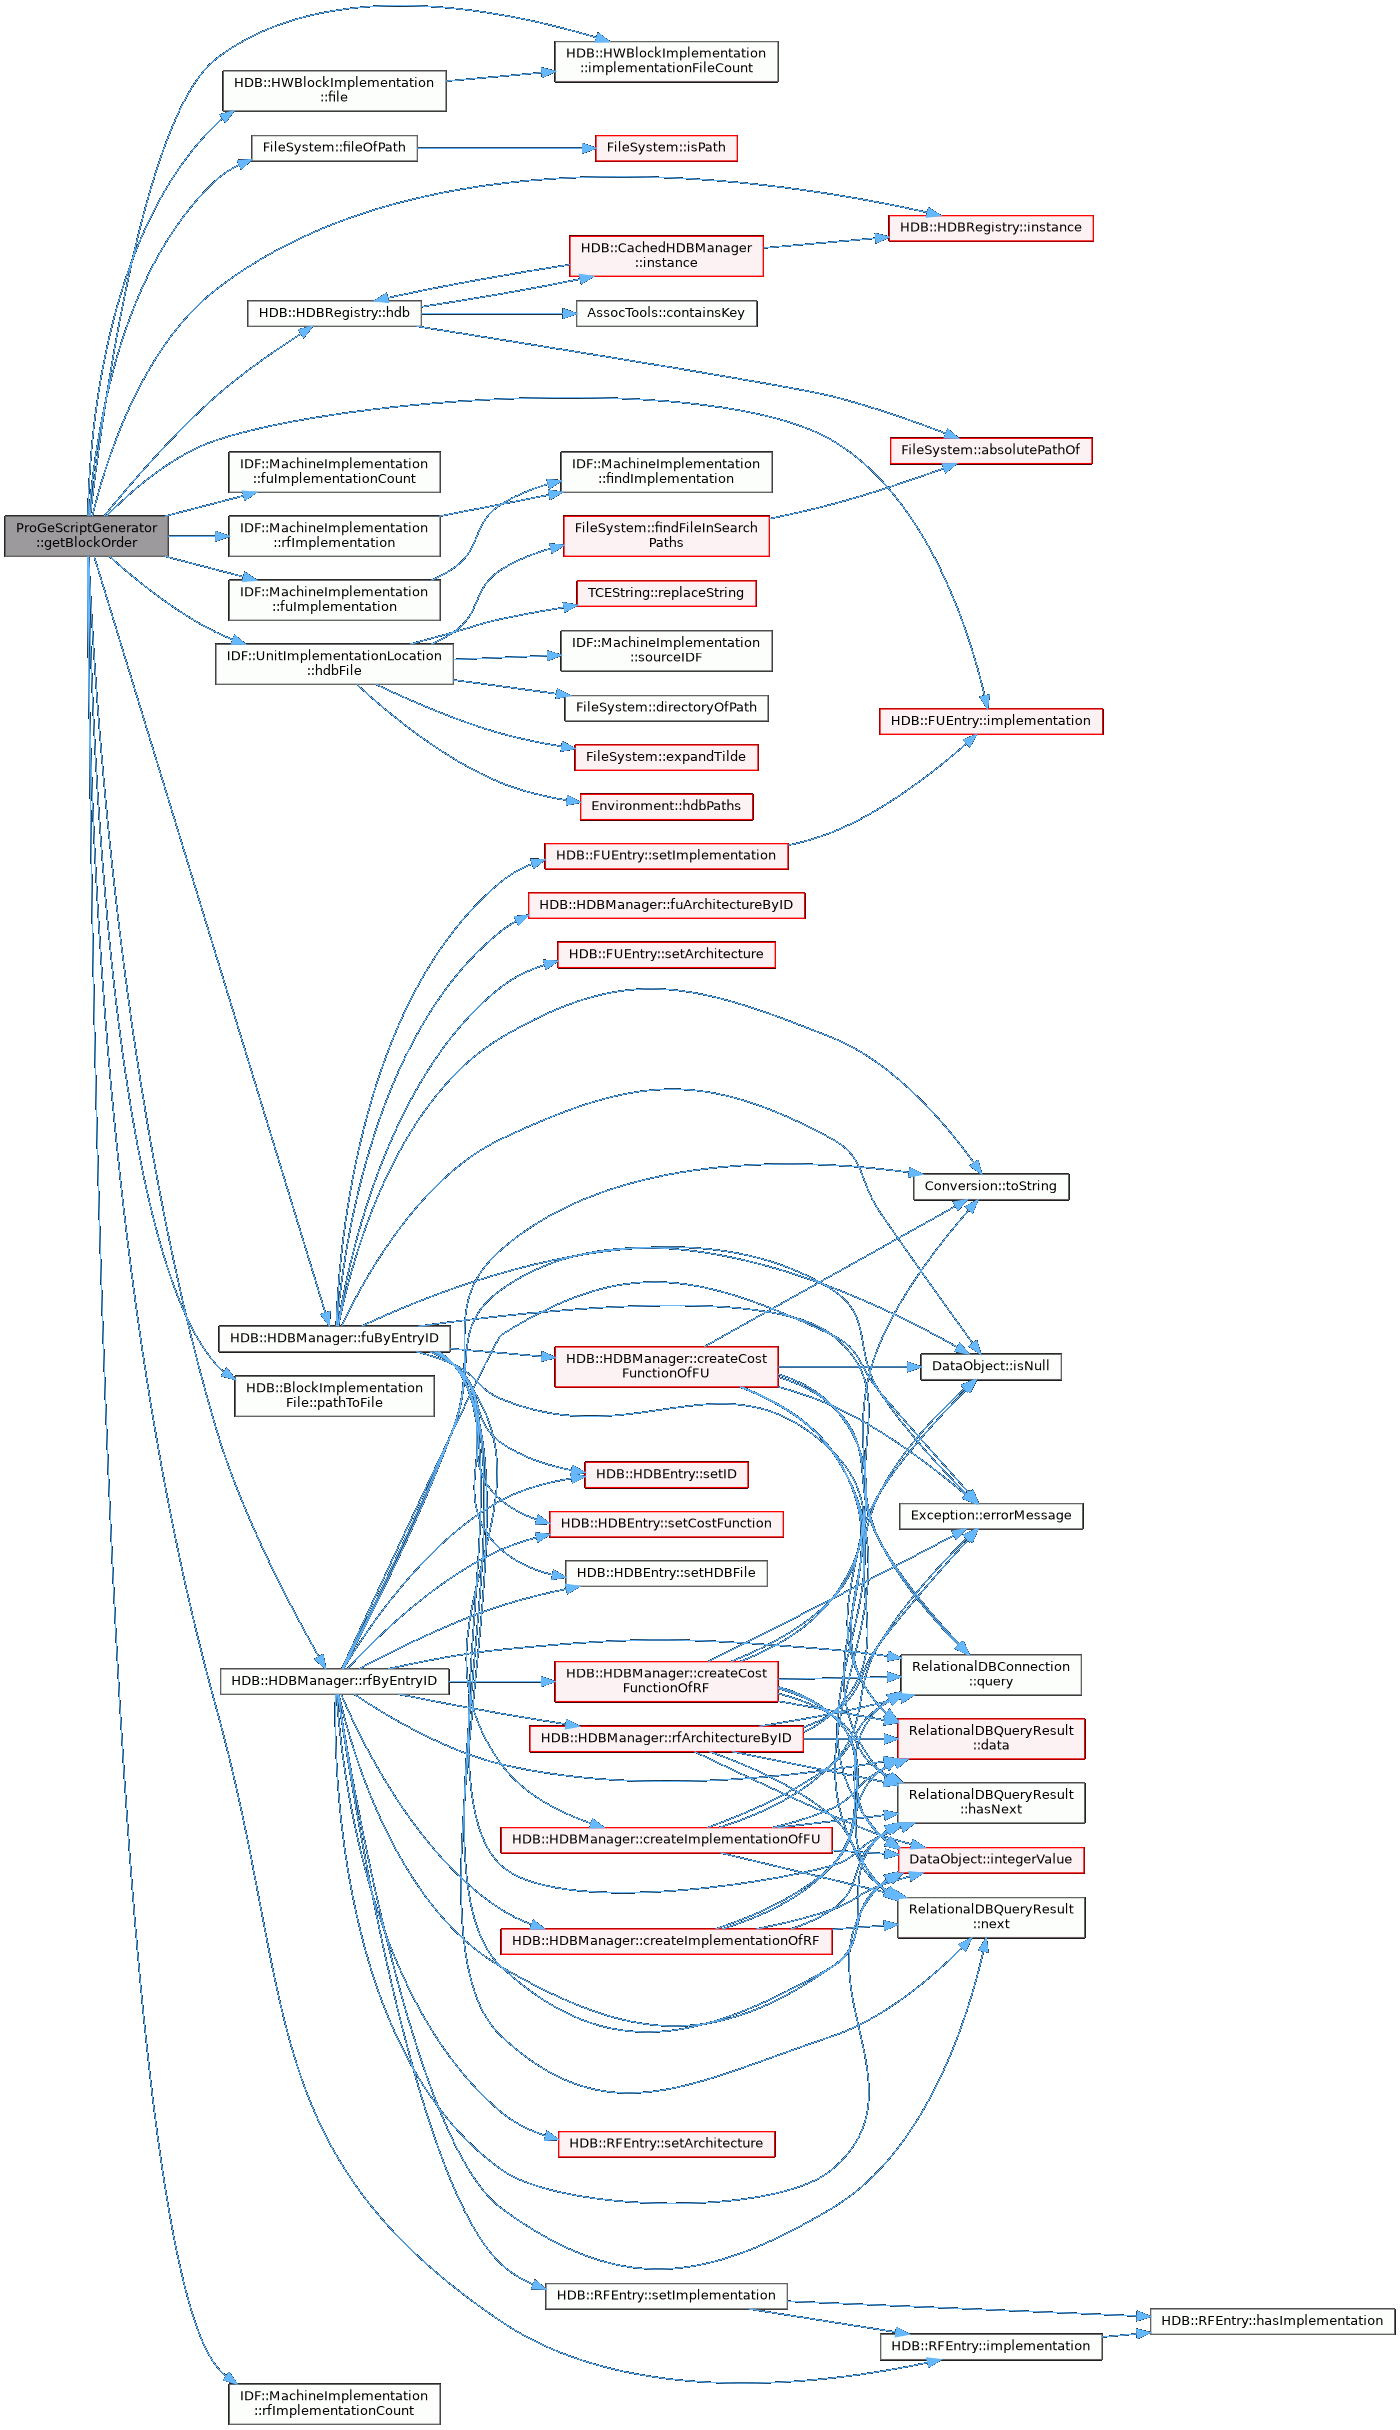 HDB::HWBlockImplementation
::implementationFileCount
HDB::HWBlockImplementation
::file
FileSystem::fileOfPath
FileSystem::isPath
HDB::HDBRegistry::instance
HDB::CachedHDBManager
::instance
HDB::HDBRegistry::hdb
AssocTools::containsKey
FileSystem::absolutePathOf
IDF::MachineImplementation
::fuImplementationCount
IDF::MachineImplementation
::findImplementation
ProGeScriptGenerator
::getBlockOrder
IDF::MachineImplementation
::rfImplementation
FileSystem::findFileInSearch
Paths
IDF::MachineImplementation
::fuImplementation
TCEString::replaceString
IDF::UnitImplementationLocation
::hdbFile
IDF::MachineImplementation
::sourceIDF
FileSystem::directoryOfPath
HDB::FUEntry::implementation
FileSystem::expandTilde
Environment::hdbPaths
HDB::FUEntry::setImplementation
HDB::HDBManager::fuArchitectureByID
HDB::FUEntry::setArchitecture
Conversion::toString
HDB::HDBManager::fuByEntryID
HDB::HDBManager::createCost
FunctionOfFU
DataObject::isNull
HDB::BlockImplementation
File::pathToFile
HDB::HDBEntry::setID
HDB::HDBEntry::setCostFunction
Exception::errorMessage
HDB::HDBEntry::setHDBFile
HDB::HDBManager::rfByEntryID
HDB::HDBManager::createCost
FunctionOfRF
RelationalDBConnection
::query
HDB::HDBManager::rfArchitectureByID
RelationalDBQueryResult
::data
RelationalDBQueryResult
::hasNext
HDB::HDBManager::createImplementationOfFU
DataObject::integerValue
RelationalDBQueryResult
::next
HDB::HDBManager::createImplementationOfRF
HDB::RFEntry::setArchitecture
HDB::RFEntry::setImplementation
HDB::RFEntry::hasImplementation
HDB::RFEntry::implementation
IDF::MachineImplementation
::rfImplementationCount